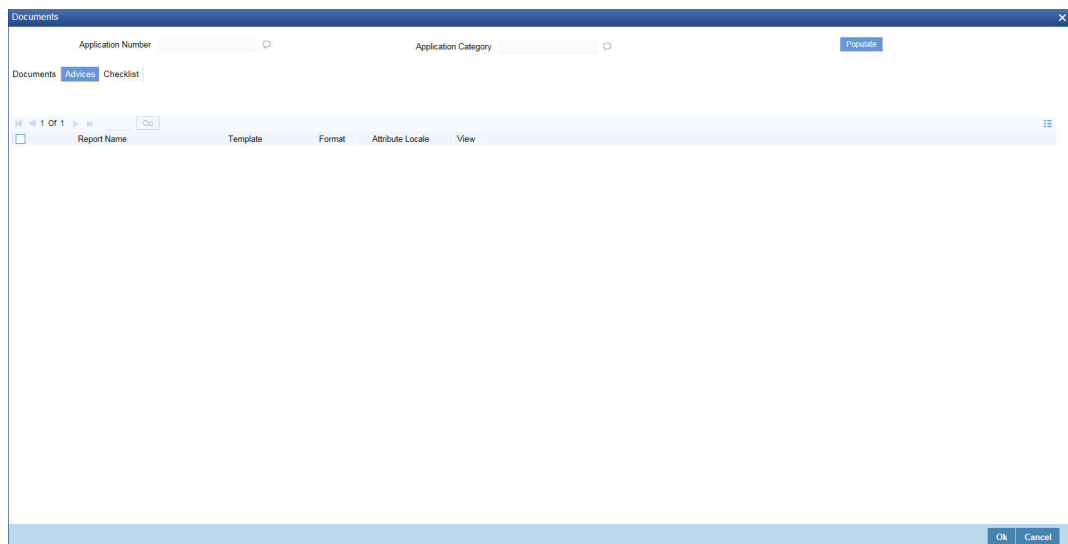 Documents
Application Number Application Category Populate
Documents Advices Checklist
1 Of 1 Go
Report Name Template Format Attribute Locale View
Ok Cancel